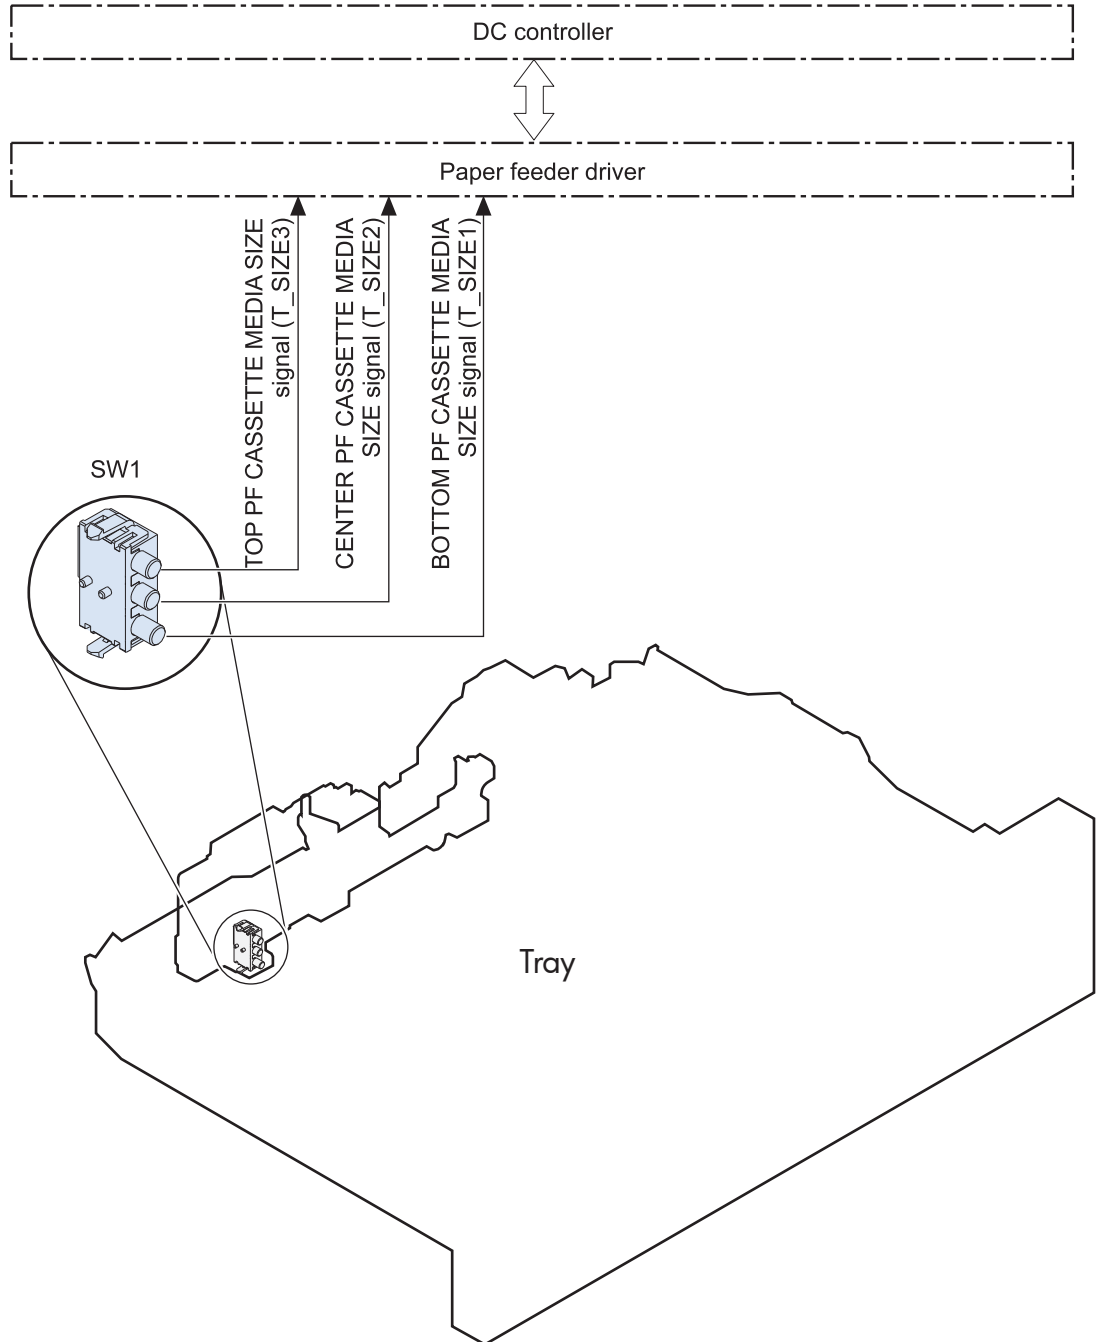 DC controller
Paper feeder driver
TOP PF CASSETTE MEDIA SIZE
signal (T_SIZE3)
CENTER PF CASSETTE MEDIA
SIZE signal (T_SIZE2)
BOTTOM PF CASSETTE MEDIA
SIZE signal (T_SIZE1)
SW1
Tray